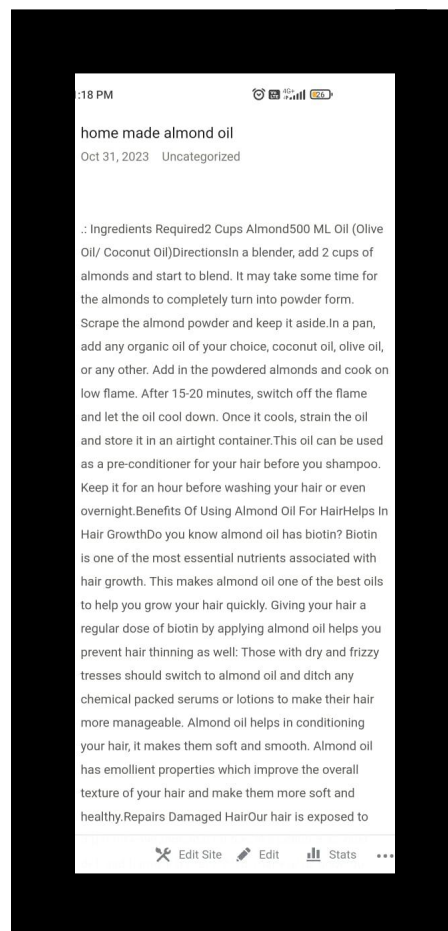 :18 PM 4G+ 26
home made almond oil
Oct 31, 2023 Uncategorized
.: Ingredients Required2 Cups Almond500 ML Oil (Olive
Oil/ Coconut Oil)DirectionsIn a blender, add 2 cups of
almonds and start to blend. It may take some time for
the almonds to completely turn into powder form.
Scrape the almond powder and keep it aside.In a pan,
add any organic oil of your choice, coconut oil, olive oil,
or any other. Add in the powdered almonds and cook on
low flame. After 15-20 minutes, switch off the flame
and let the oil cool down. Once it cools, strain the oil
and store it in an airtight container.This oil can be used
as a pre-conditioner for your hair before you shampoo.
Keep it for an hour before washing your hair or even
overnight.Benefits Of Using Almond Oil For HairHelps In
Hair GrowthDo you know almond oil has biotin? Biotin
is one of the most essential nutrients associated with
hair growth. This makes almond oil one of the best oils
to help you grow your hair quickly. Giving your hair a
regular dose of biotin by applying almond oil helps you
prevent hair thinning as well: Those with dry and frizzy
tresses should switch to almond oil and ditch any
chemical packed serums or lotions to make their hair
more manageable. Almond oil helps in conditioning
your hair, it makes them soft and smooth. Almond oil
has emollient properties which improve the overall
texture of your hair and make them more soft and
healthy.Repairs Damaged HairOur hair is exposed to
Edit Site Edit Stats